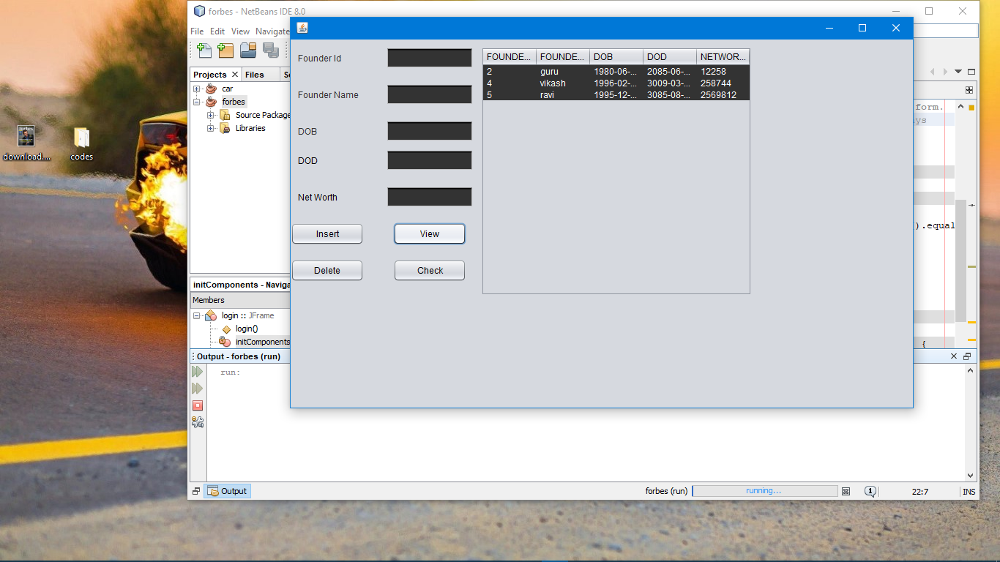 forbes - NetBeans IDE 8.0
File Edit View Navigate
Projects Files
car
forbes
Source Package
Libraries
download.... codes
Founder Id
Founder Name
DOB
DOD
Net Worth
Insert View
Delete Check
FOUNDE... FOUNDE... DOB DOD NETWOR...
2 guru 1980-06-... 2085-06-... 12258
4 vikash 1996-02-... 3009-03-... 258744
5 ravi 1995-12-... 3085-08-... 2569812
form.
().equal
{
initComponents - Naviga
Members
login :: JFrame
login()
initComponents
Output - forbes (run)
run:
Output
forbes (run) running... 1 22:7 INS